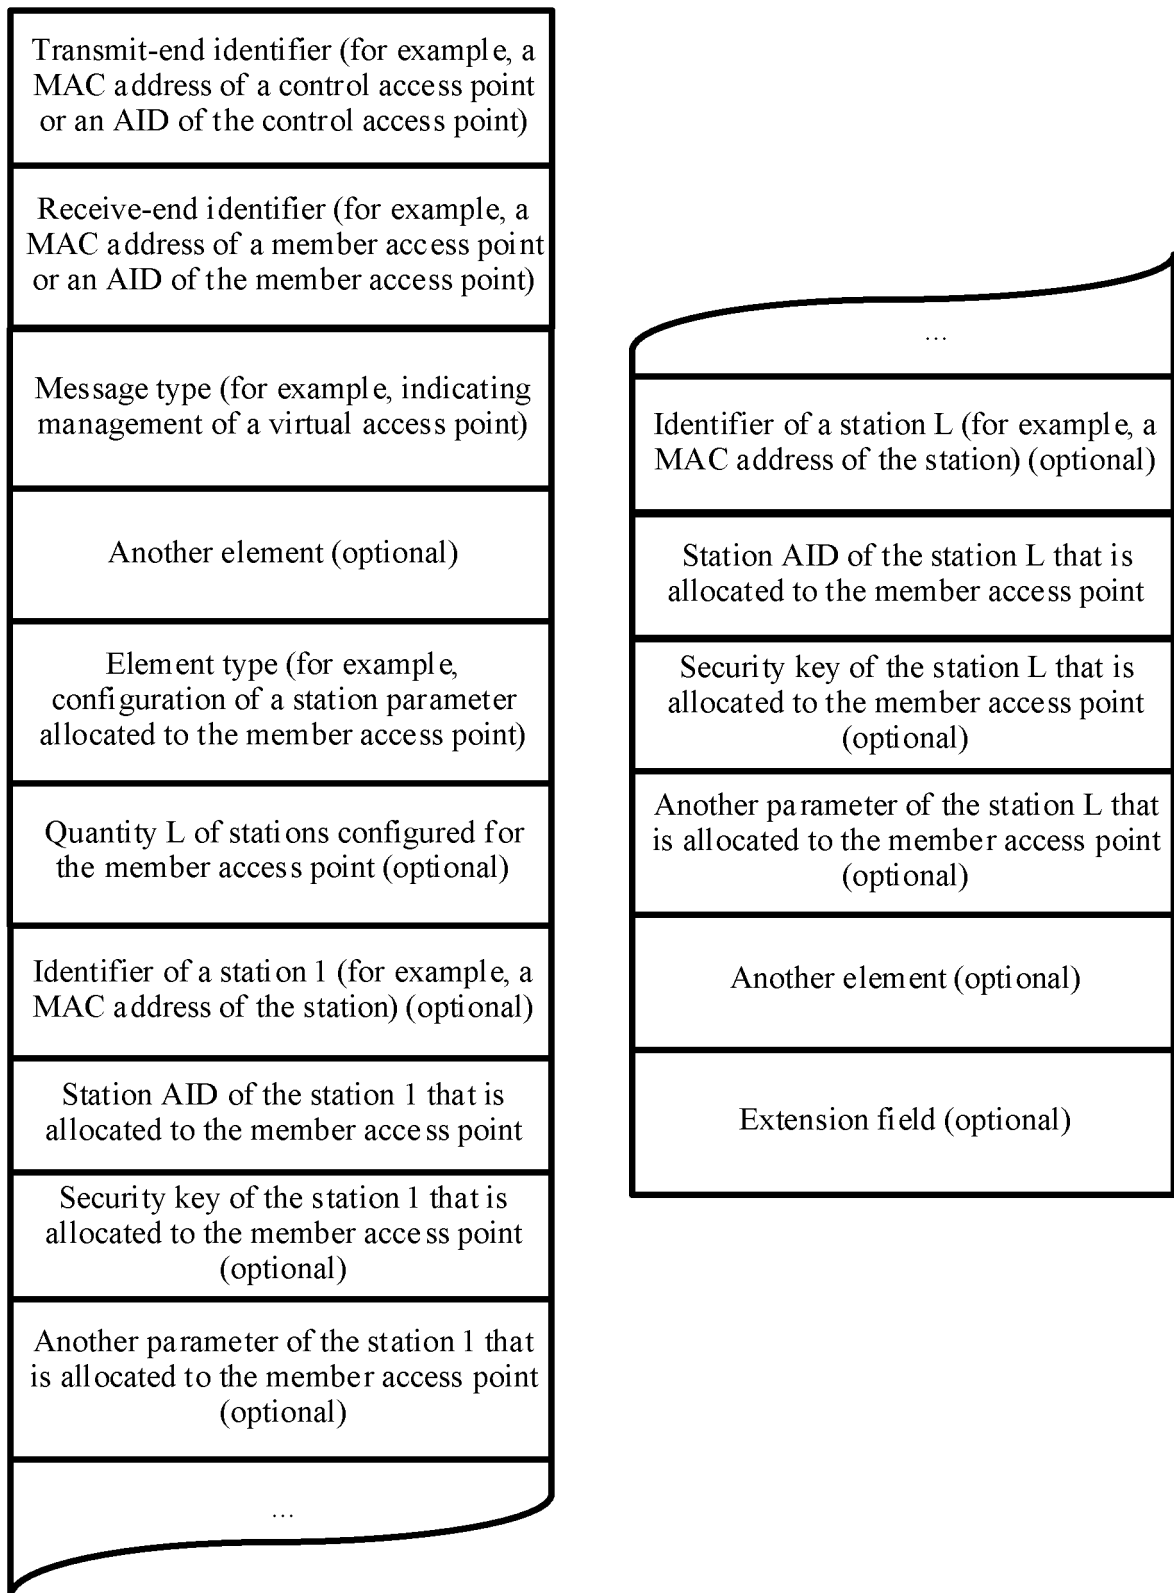 Transmit-end identifier (for example, a
MAC address of a control access point
or an AID of the control access point)
Receive-end identifier (for example, a
MAC address of a member access point
or an AID of the member access point)
Message type (for example, indicating
management of a virtual access point)
Another element (optional)
Element type (for example,
configuration of a station parameter
allocated to the member access point)
Quantity L of stations configured for
the member access point (optional)
Identifier of a station 1 (for example, a
MAC address of the station) (optional)
Station AID of the station 1 that is
allocated to the member access point
Security key of the station 1 that is
allocated to the member access point
(optional)
Another parameter of the station 1 that
is allocated to the member access point
(optional)
...
...
Identifier of a station L (for example, a
MAC address of the station) (optional)
Station AID of the station L that is
allocated to the member access point
Security key of the station L that is
allocated to the member access point
(optional)
Another parameter of the station L that
is allocated to the member access point
(optional)
Another element (optional)
Extension field (optional)